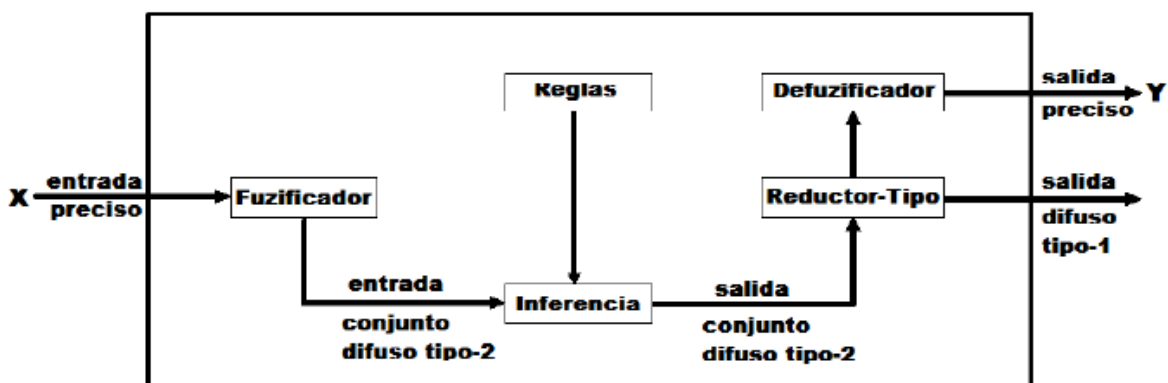 Reglas
Defuzificador
salida
preciso
Y
X
entrada
preciso
Fuzificador
Reductor-Tipo
salida
difuso
tipo-1
entrada
conjunto
difuso tipo-2
Inferencia
salida
conjunto
difuso tipo-2